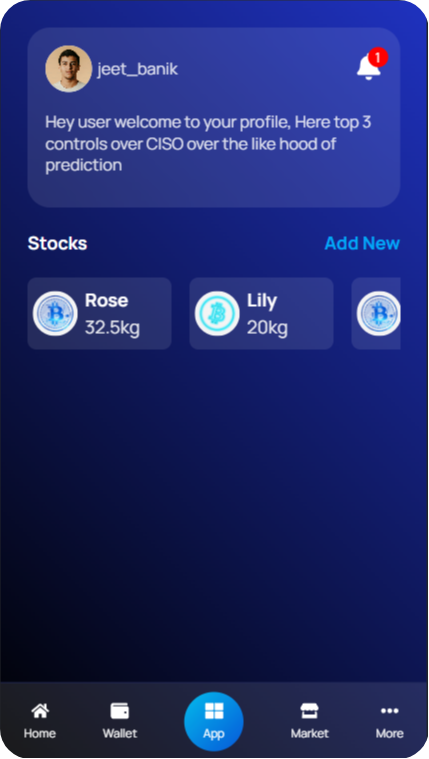 jeet_banik
1
Hey user welcome to your profile, Here top 3
controls over CISO over the like hood of
prediction
Stocks
Add New
Rose
32.5kg
Lily
20kg
Home
Wallet
App
Market
More